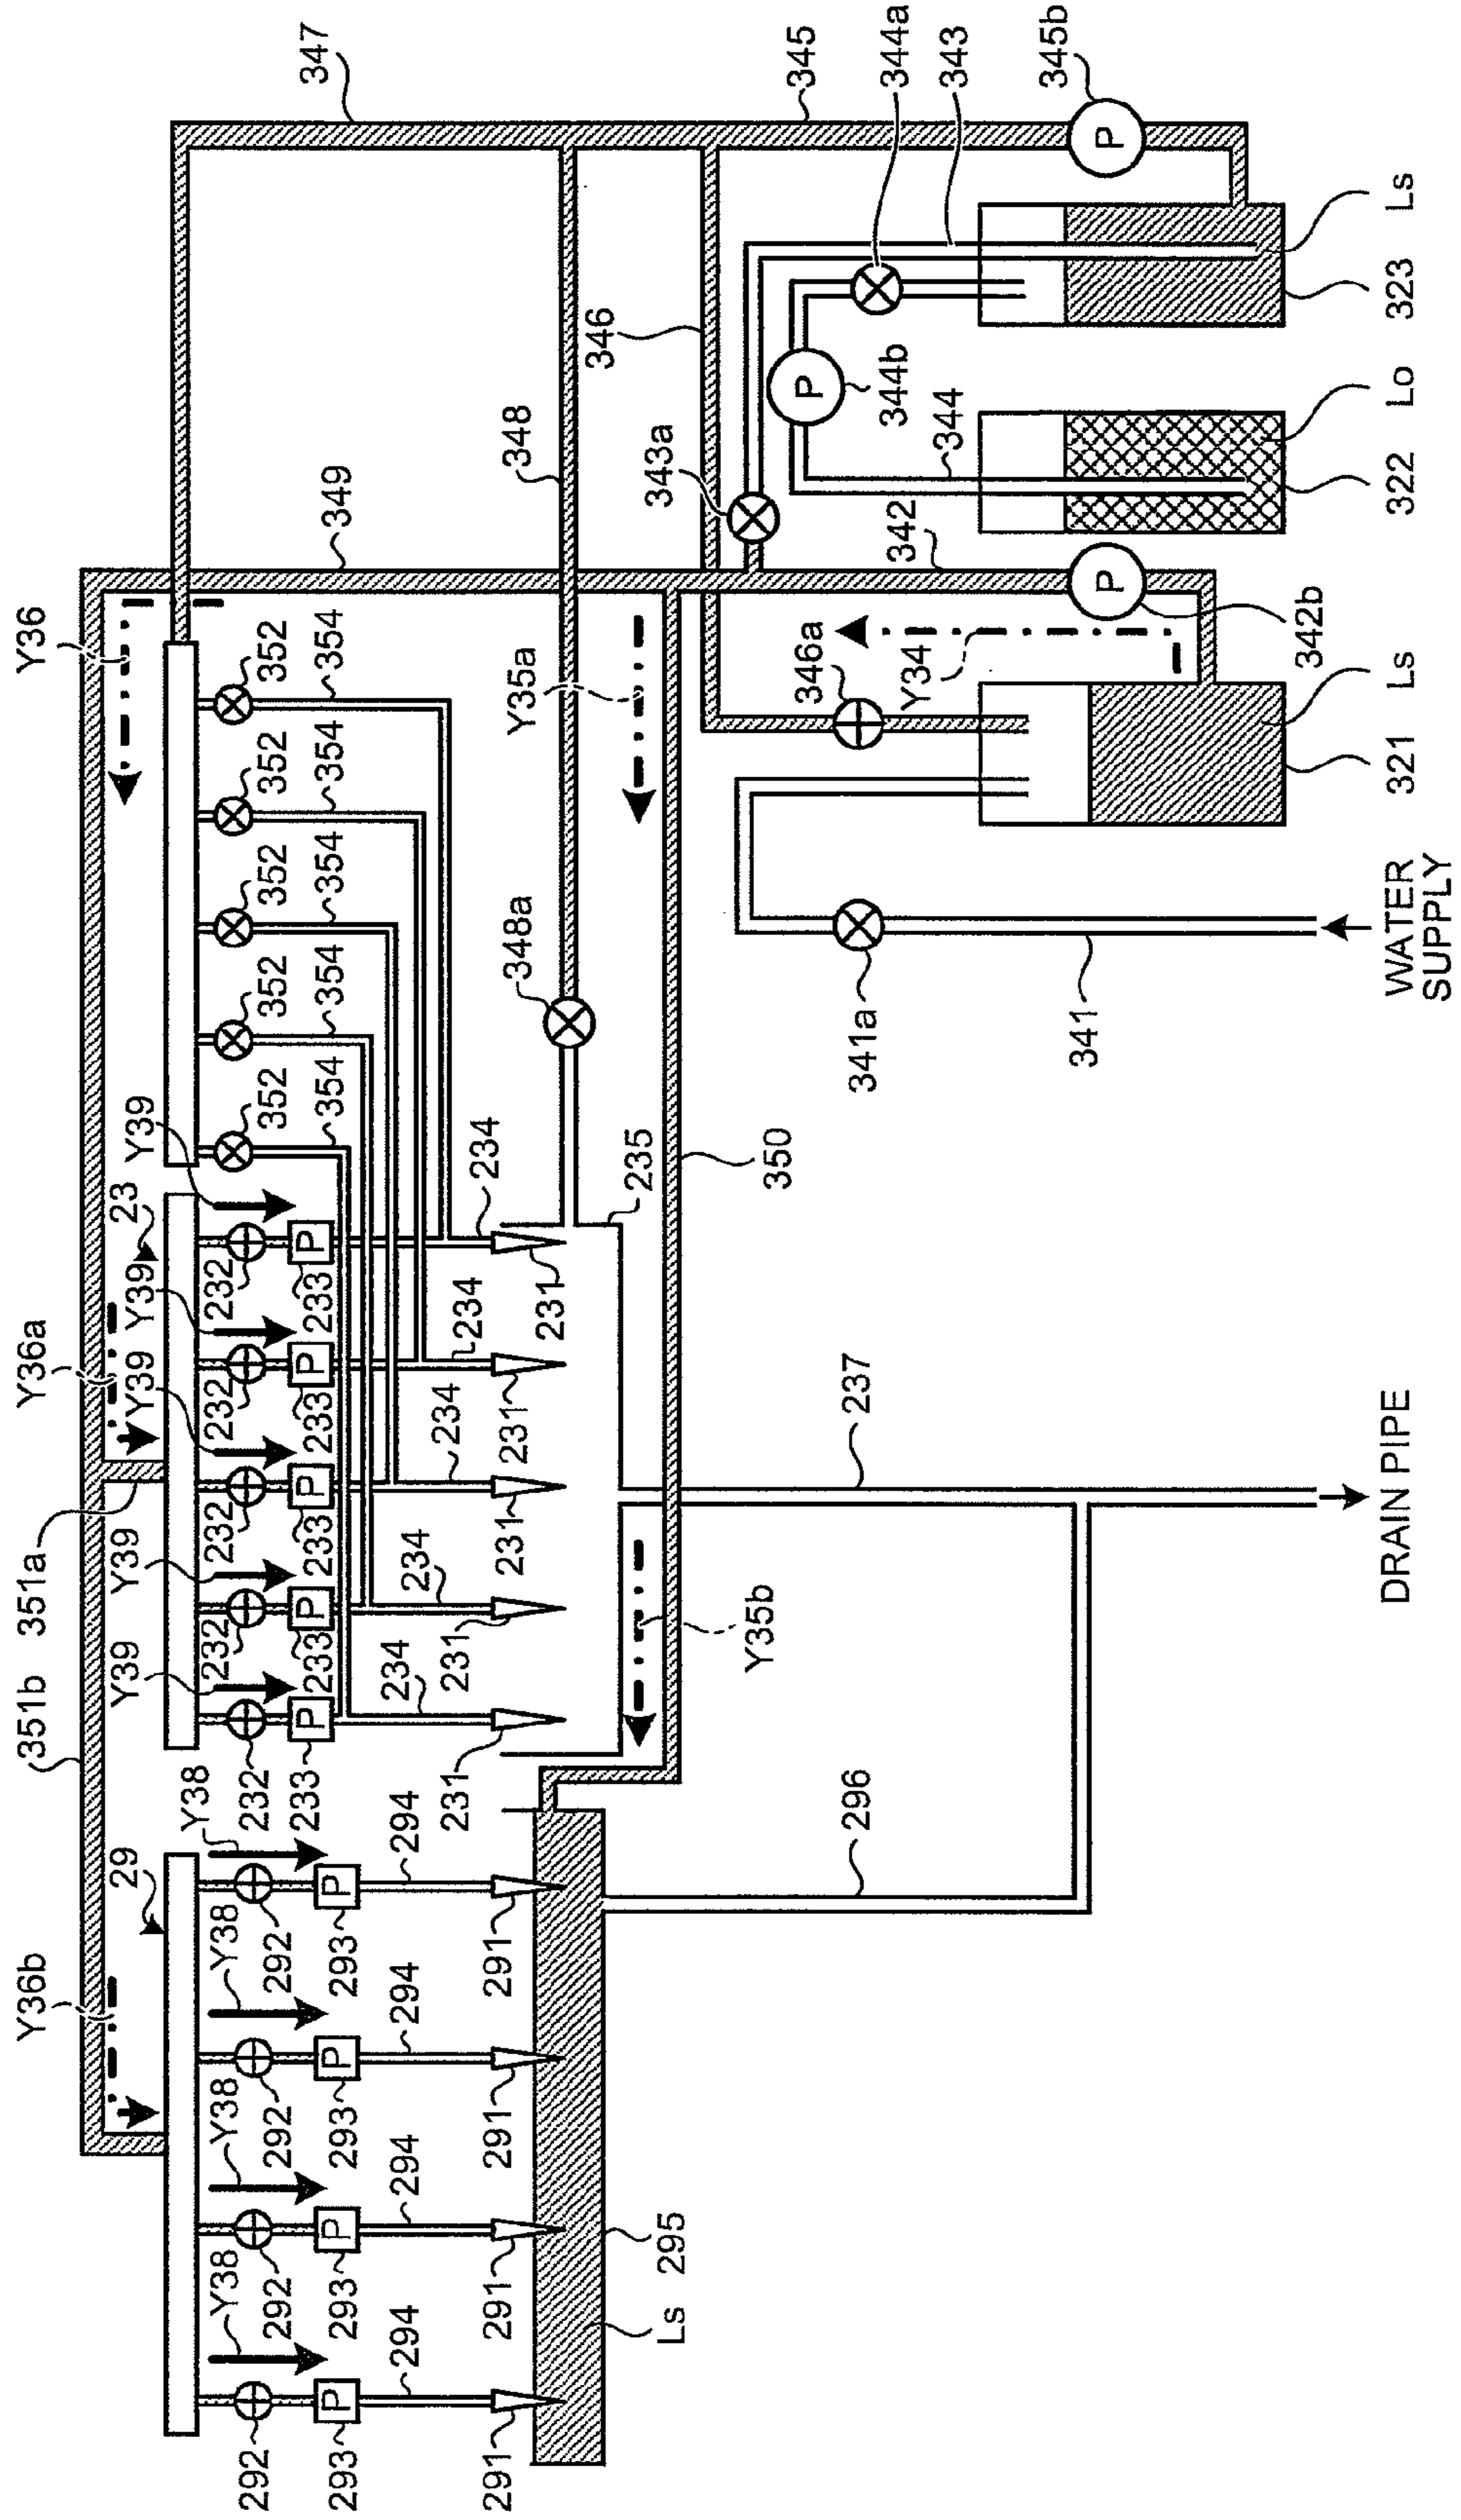 Y36b
351b
351a
Y36a
Y36
29
Y39
Y39
Y39
Y39
23
Y39
Y38
Y38
Y38
Y38
232
232
232
232
232
292
292
292
292
352
352
352
352
352
347
293
293
293
293
233
233
233
233
233
354
354
354
354
354
349
294
294
294
294
234
234
234
234
234
291
291
291
291
231
231
231
231
231
348a
Y35a
348
346
Ls
295
235
343a
Y35b
350
346a
345
296
237
341a
Y34
342
344b
344a
344
343
341
345b
342b
P
P
P
P
P
P
P
P
P
P
P
P
P
DRAIN PIPE
WATER
SUPPLY
321
Ls
322
Lo
323
Ls